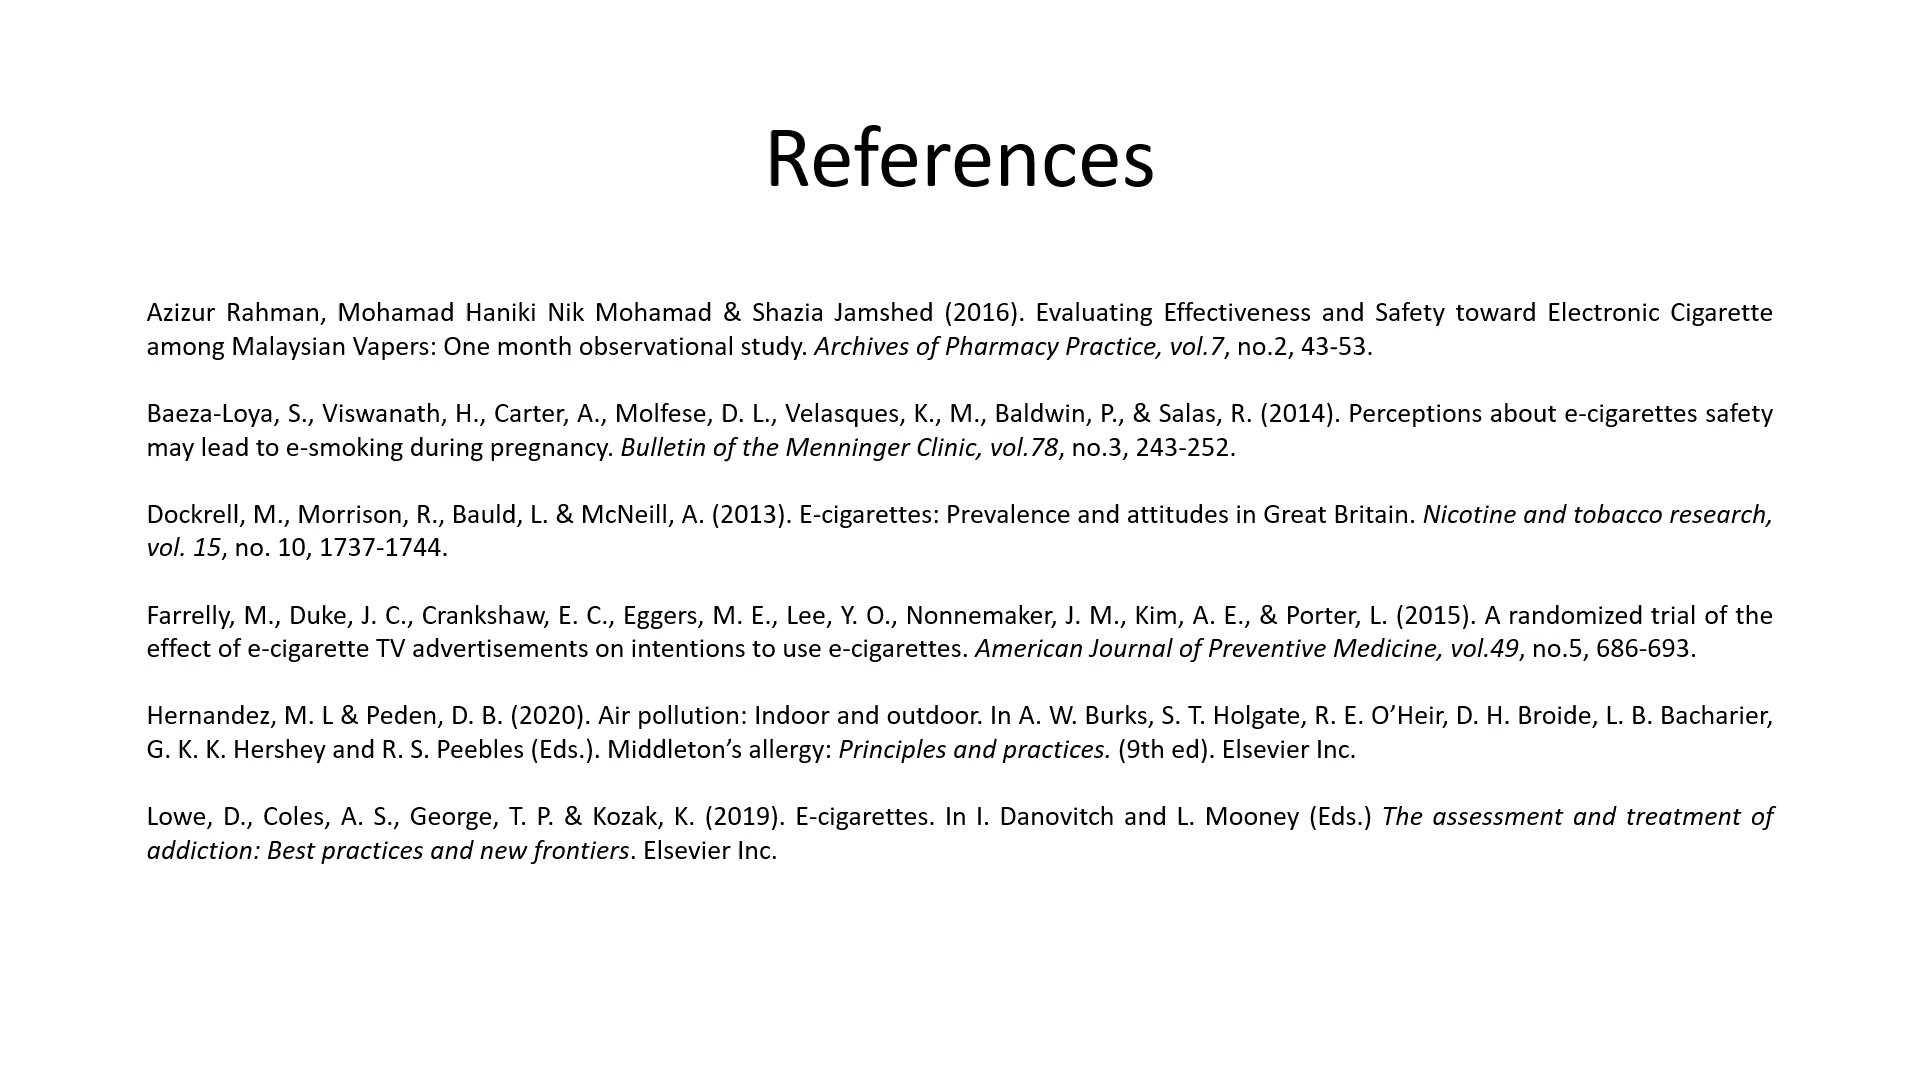 References
Azizur Rahman, Mohamad Haniki Nik Mohamad & Shazia Jamshed (2016). Evaluating Effectiveness and Safety toward Electronic Cigarette
among Malaysian Vapers: One month observational study. Archives of Pharmacy Practice, vol.7, no.2, 43-53.
Baeza-Loya, S., Viswanath, H., Carter, A., Molfese, D. L., Velasques, K., M., Baldwin, P., & Salas, R. (2014). Perceptions about e-cigarettes safety
may lead to e-smoking during pregnancy. Bulletin of the Menninger Clinic, vol.78, no.3, 243-252.
Dockrell, M., Morrison, R., Bauld, L. & McNeill, A. (2013). E-cigarettes: Prevalence and attitudes in Great Britain. Nicotine and tobacco research,
vol. 15, no. 10, 1737-1744.
Farrelly, M., Duke, J. C., Crankshaw, E. C., Eggers, M. E., Lee, Y. O., Nonnemaker, J. M., Kim, A. E., & Porter, L. (2015). A randomized trial of the
effect of e-cigarette TV advertisements on intentions to use e-cigarettes. American Journal of Preventive Medicine, vol.49, no.5, 686-693.
Hernandez, M. L & Peden, D. B. (2020). Air pollution: Indoor and outdoor. In A. W. Burks, S. T. Holgate, R. E. O’Heir, D. H. Broide, L. B. Bacharier,
G. K. K. Hershey and R. S. Peebles (Eds.). Middleton’s allergy: Principles and practices. (9th ed). Elsevier Inc.
Lowe, D., Coles, A. S., George, T. P. & Kozak, K. (2019). E-cigarettes. In I. Danovitch and L. Mooney (Eds.) The assessment and treatment of
addiction: Best practices and new frontiers. Elsevier Inc.